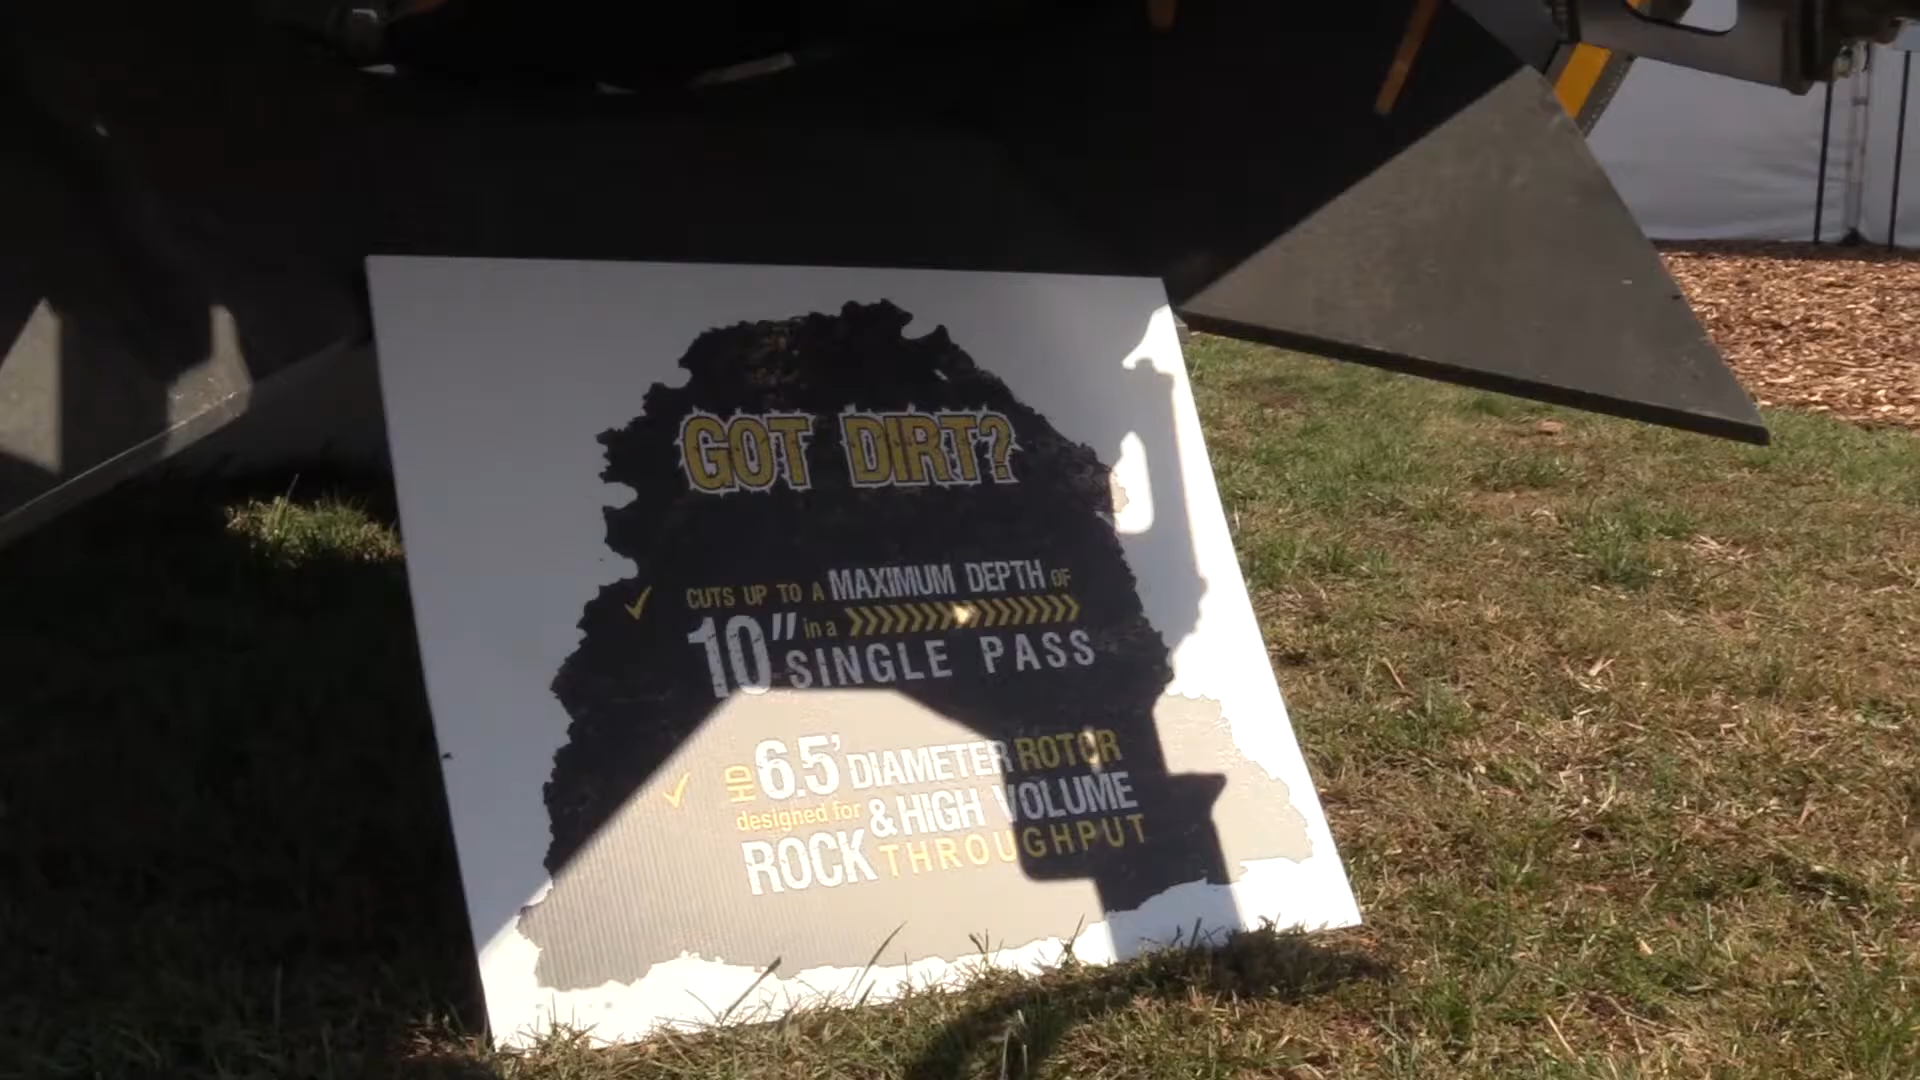 GOT DIRT?
CUTS UP TO A MAXIMUM DEPTH OF
10" in a
SINGLE PASS
HD 6.5' DIAMETER ROTOR
designed for & HIGH VOLUME
ROCK THROUGHPUT